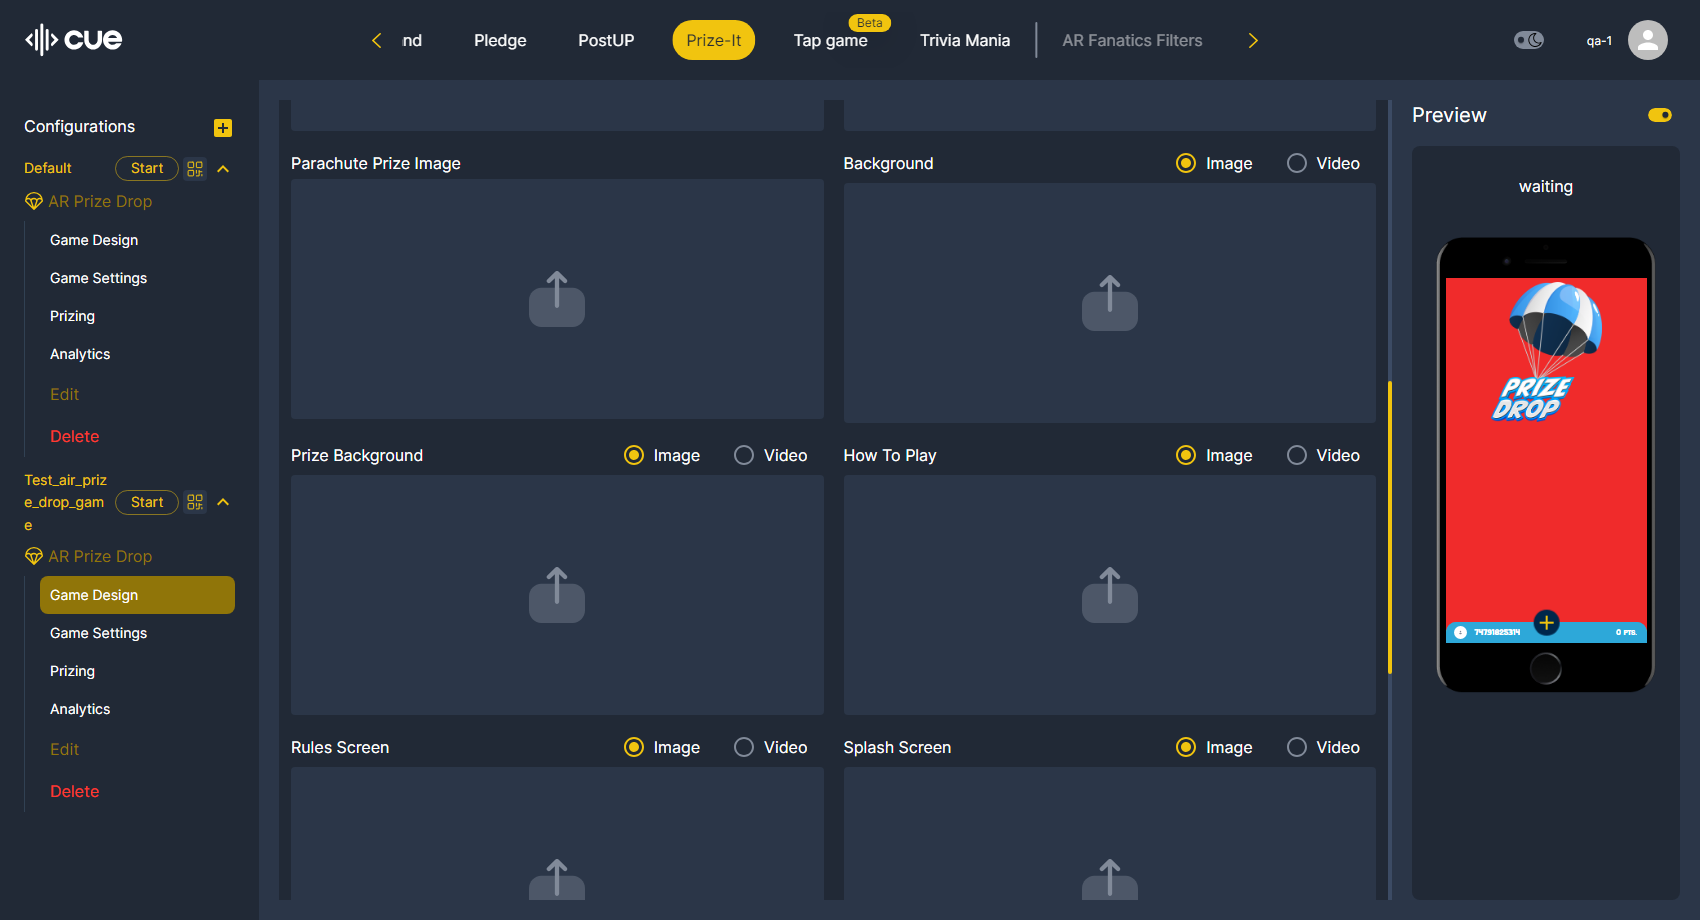 cue
nd
Pledge
PostUP
Prize-It
Beta
Tap game
Trivia Mania
AR Fanatics Filters
qa-1
Configurations
Default
Start
AR Prize Drop
Game Design
Game Settings
Prizing
Analytics
Edit
Delete
Test_air_priz
e_drop_gam
e
Start
AR Prize Drop
Game Design
Game Settings
Prizing
Analytics
Edit
Delete
Parachute Prize Image
Background
Image
Video
Prize Background
Image
Video
How To Play
Image
Video
Rules Screen
Image
Video
Splash Screen
Image
Video
Preview
waiting
PRIZE
DROP
74791825314
0 PTS.